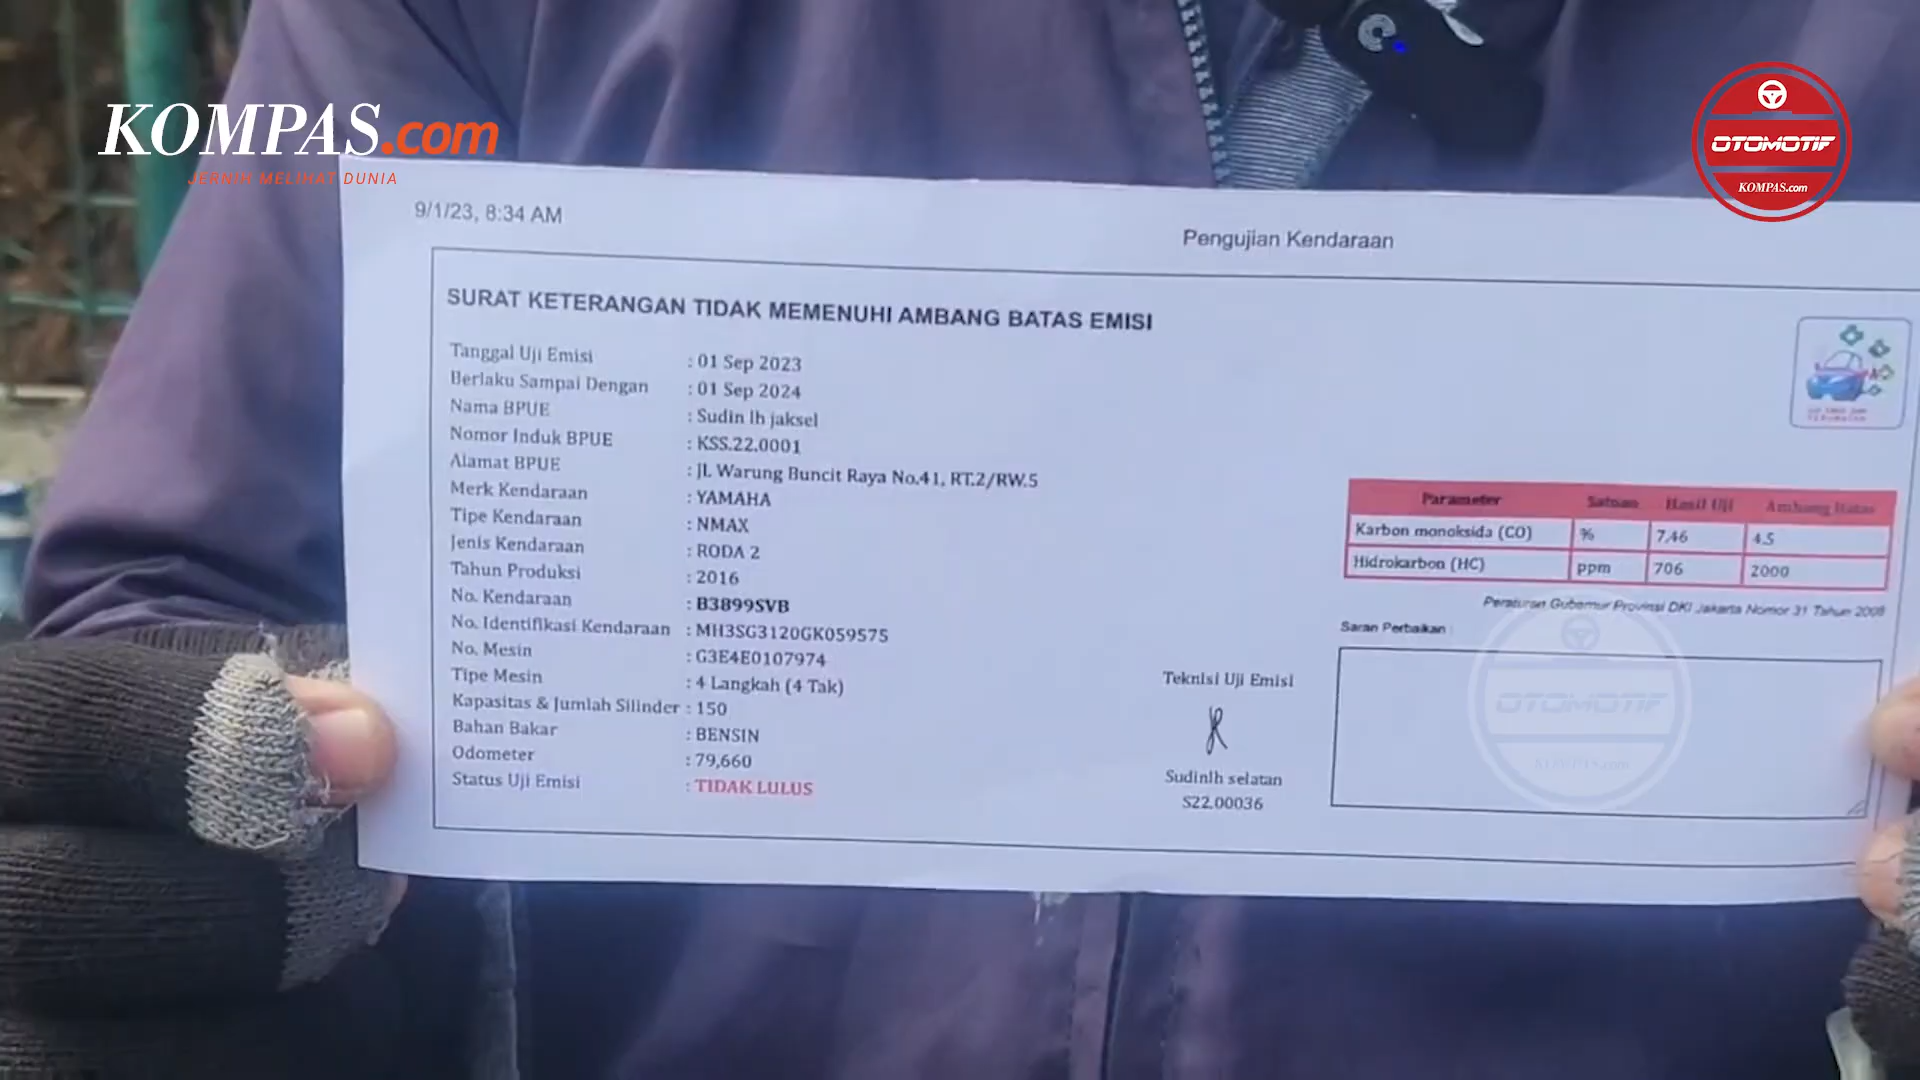 KOMPAS.com
JERNIH MELIHAT DUNIA
OTOMOTIF
KOMPAS.com
9/1/23, 8:34 AM
Pengujian Kendaraan
SURAT KETERANGAN TIDAK MEMENUHI AMBANG BATAS EMISI
Tanggal Uji Emisi : 01 Sep 2023
Berlaku Sampai Dengan : 01 Sep 2024
Nama BPUE : Sudin lh jaksel
Nomor Induk BPUE : KSS.22.0001
Alamat BPUE : Jl. Warung Buncit Raya No.41, RT.2/RW.5
Merk Kendaraan : YAMAHA
Tipe Kendaraan : NMAX
Jenis Kendaraan : RODA 2
Tahun Produksi : 2016
No. Kendaraan : B3899SVB
No. Identifikasi Kendaraan : MH3SG3120GK059575
No. Mesin : G3E4E0107974
Tipe Mesin : 4 Langkah (4 Tak)
Kapasitas & Jumlah Silinder : 150
Bahan Bakar : BENSIN
Odometer : 79,660
Status Uji Emisi : TIDAK LULUS
Parameter Satuan Hasil Uji Ambang Batas
Karbon monoksida (CO) % 7,46 4.5
Hidrokarbon (HC) ppm 706 2000
Peraturan Gubernur Provinsi DKI Jakarta Nomor 31 Tahun 2008
Saran Perbaikan :
Teknisi Uji Emisi
Sudinlh selatan
S22.00036
OTOMOTIF
KOMPAS.com